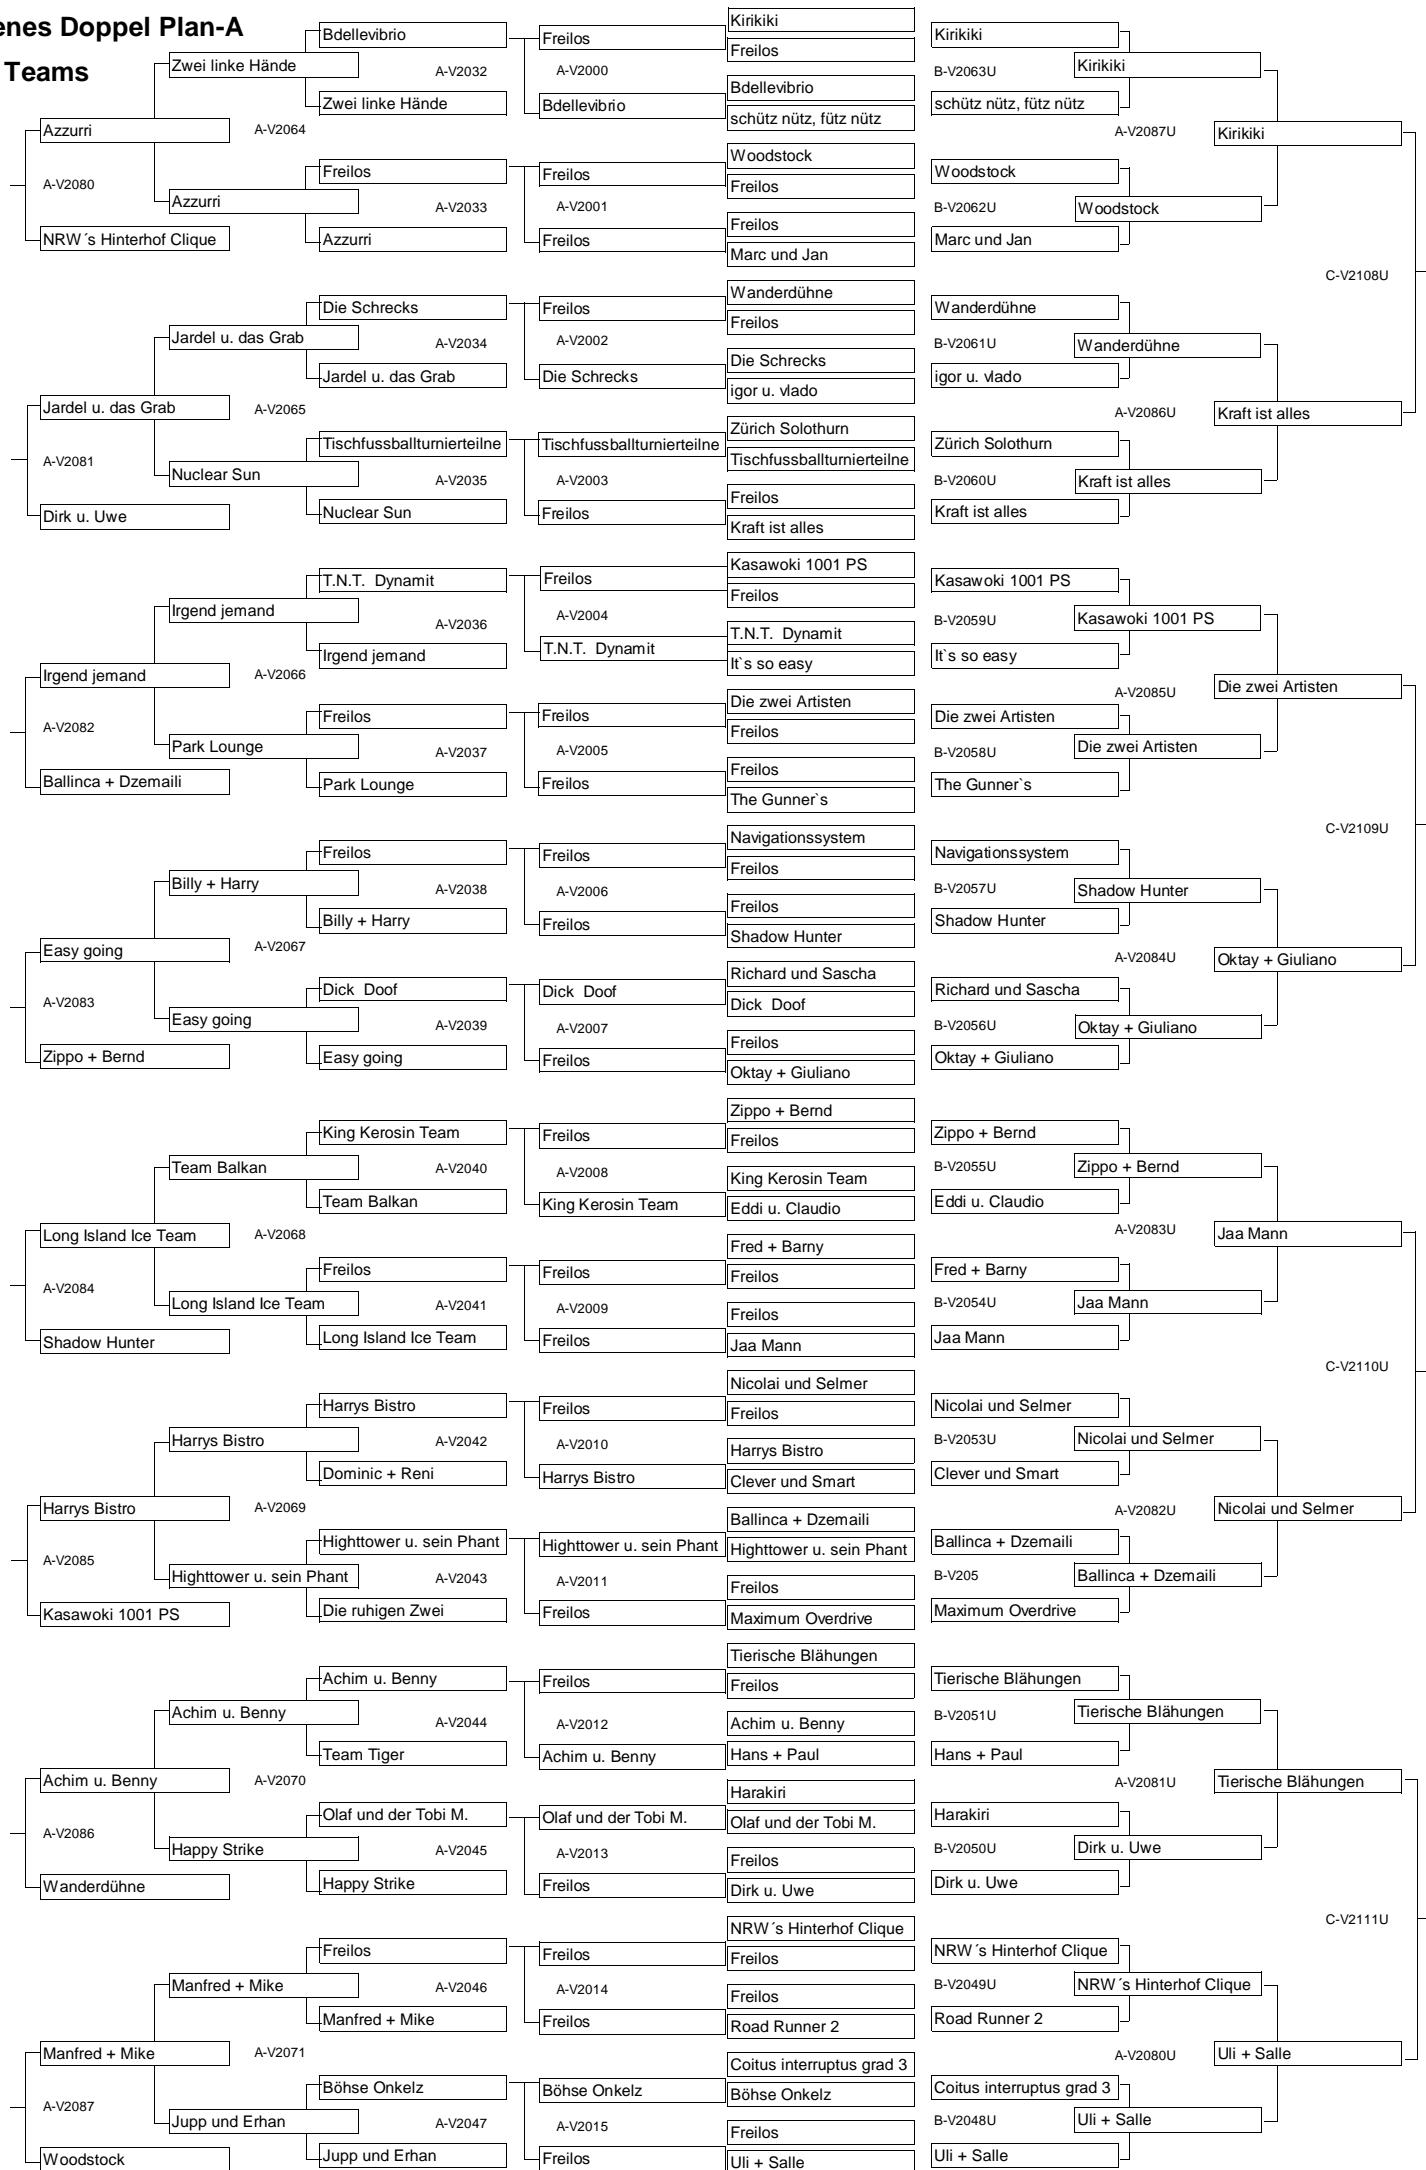 enes Doppel Plan-A
Teams
Azzurri
A-V2080
NRW´s Hinterhof Clique
Jardel u. das Grab
A-V2081
Dirk u. Uwe
Irgend jemand
A-V2082
Ballinca + Dzemaili
Easy going
A-V2083
Zippo + Bernd
Long Island Ice Team
A-V2084
Shadow Hunter
Harrys Bistro
A-V2085
Kasawoki 1001 PS
Achim u. Benny
A-V2086
Wanderdühne
Manfred + Mike
A-V2087
Woodstock
Zwei linke Hände
A-V2064
Azzurri
Jardel u. das Grab
A-V2065
Nuclear Sun
Irgend jemand
A-V2066
Park Lounge
Billy + Harry
A-V2067
Easy going
Team Balkan
A-V2068
Long Island Ice Team
Harrys Bistro
A-V2069
Highttower u. sein Phant
Achim u. Benny
A-V2070
Happy Strike
Manfred + Mike
A-V2071
Jupp und Erhan
Bdellevibrio
A-V2032
Zwei linke Hände
Freilos
A-V2033
Azzurri
Die Schrecks
A-V2034
Jardel u. das Grab
Tischfussballturnierteilne
A-V2035
Nuclear Sun
T.N.T. Dynamit
A-V2036
Irgend jemand
Freilos
A-V2037
Park Lounge
Freilos
A-V2038
Billy + Harry
Dick Doof
A-V2039
Easy going
King Kerosin Team
A-V2040
Team Balkan
Freilos
A-V2041
Long Island Ice Team
Harrys Bistro
A-V2042
Dominic + Reni
Highttower u. sein Phant
A-V2043
Die ruhigen Zwei
Achim u. Benny
A-V2044
Team Tiger
Olaf und der Tobi M.
A-V2045
Happy Strike
Freilos
A-V2046
Manfred + Mike
Böhse Onkelz
A-V2047
Jupp und Erhan
Freilos
A-V2000
Bdellevibrio
Freilos
A-V2001
Freilos
Freilos
A-V2002
Die Schrecks
Tischfussballturnierteilne
A-V2003
Freilos
Freilos
A-V2004
T.N.T. Dynamit
Freilos
A-V2005
Freilos
Freilos
A-V2006
Freilos
Dick Doof
A-V2007
Freilos
Freilos
A-V2008
King Kerosin Team
Freilos
A-V2009
Freilos
Freilos
A-V2010
Harrys Bistro
Highttower u. sein Phant
A-V2011
Freilos
Freilos
A-V2012
Achim u. Benny
Olaf und der Tobi M.
A-V2013
Freilos
Freilos
A-V2014
Freilos
Böhse Onkelz
A-V2015
Freilos
Kirikiki
Freilos
Bdellevibrio
schütz nütz, fütz nütz
Woodstock
Freilos
Freilos
Marc und Jan
Wanderdühne
Freilos
Die Schrecks
igor u. vlado
Zürich Solothurn
Tischfussballturnierteilne
Freilos
Kraft ist alles
Kasawoki 1001 PS
Freilos
T.N.T. Dynamit
It`s so easy
Die zwei Artisten
Freilos
Freilos
The Gunner`s
Navigationssystem
Freilos
Freilos
Shadow Hunter
Richard und Sascha
Dick Doof
Freilos
Oktay + Giuliano
Zippo + Bernd
Freilos
King Kerosin Team
Eddi u. Claudio
Fred + Barny
Freilos
Freilos
Jaa Mann
Nicolai und Selmer
Freilos
Harrys Bistro
Clever und Smart
Ballinca + Dzemaili
Highttower u. sein Phant
Freilos
Maximum Overdrive
Tierische Blähungen
Freilos
Achim u. Benny
Hans + Paul
Harakiri
Olaf und der Tobi M.
Freilos
Dirk u. Uwe
NRW´s Hinterhof Clique
Freilos
Freilos
Road Runner 2
Coitus interruptus grad 3
Böhse Onkelz
Freilos
Uli + Salle
Kirikiki
B-V2063U
schütz nütz, fütz nütz
Woodstock
B-V2062U
Marc und Jan
Wanderdühne
B-V2061U
igor u. vlado
Zürich Solothurn
B-V2060U
Kraft ist alles
Kasawoki 1001 PS
B-V2059U
It`s so easy
Die zwei Artisten
B-V2058U
The Gunner`s
Navigationssystem
B-V2057U
Shadow Hunter
Richard und Sascha
B-V2056U
Oktay + Giuliano
Zippo + Bernd
B-V2055U
Eddi u. Claudio
Fred + Barny
B-V2054U
Jaa Mann
Nicolai und Selmer
B-V2053U
Clever und Smart
Ballinca + Dzemaili
B-V205
Maximum Overdrive
Tierische Blähungen
B-V2051U
Hans + Paul
Harakiri
B-V2050U
Dirk u. Uwe
NRW´s Hinterhof Clique
B-V2049U
Road Runner 2
Coitus interruptus grad 3
B-V2048U
Uli + Salle
Kirikiki
A-V2087U
Woodstock
Wanderdühne
A-V2086U
Kraft ist alles
Kasawoki 1001 PS
A-V2085U
Die zwei Artisten
Shadow Hunter
A-V2084U
Oktay + Giuliano
Zippo + Bernd
A-V2083U
Jaa Mann
Nicolai und Selmer
A-V2082U
Ballinca + Dzemaili
Tierische Blähungen
A-V2081U
Dirk u. Uwe
NRW´s Hinterhof Clique
A-V2080U
Uli + Salle
Kirikiki
C-V2108U
Kraft ist alles
Die zwei Artisten
C-V2109U
Oktay + Giuliano
Jaa Mann
C-V2110U
Nicolai und Selmer
Tierische Blähungen
C-V2111U
Uli + Salle